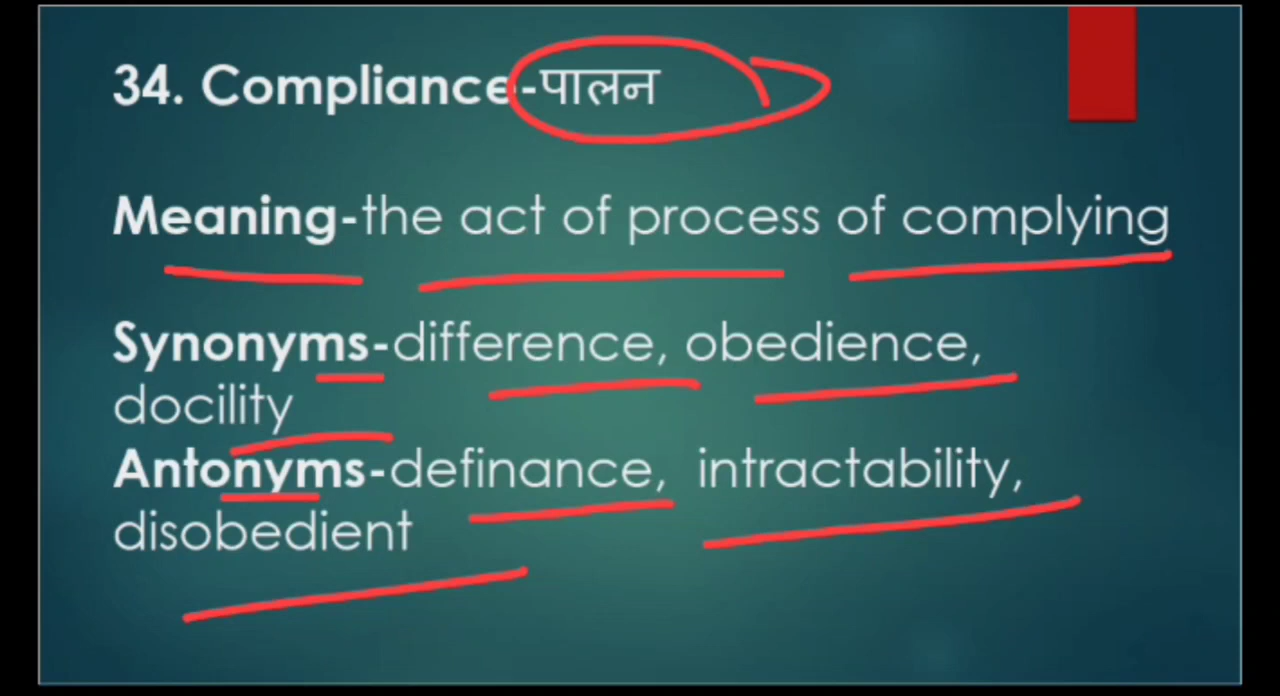 34. Compliance-पालन
Meaning-the act of process of complying
Synonyms-difference, obedience,
docility
Antonyms-definance, intractability,
disobedient